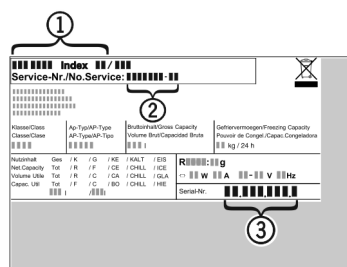 1
Index /
Service-Nr./No.Service: -
2
Klasse/Class
Classe/Clase
Ap-Typ/AP-Type
AP-Type/AP-Tipo
Bruttoinhalt/Gross Capacity
Volume Brut/Capacidad Brute
l
Gefriervermoegen/Freezing Capacity
Pouvoir de Congel./Capac.Congeladora
kg / 24 h
Nutzinhalt Ges / K / G / KE / KALT / EIS
Net.Capacity Tot / R / F / CE / CHILL / ICE
Volume Utile Tot / R / C / CA / CHILL / GLA
Capac. Util Tot / F / C / BO / CHILL / HIE
l / l
R : g
W A - V Hz
Serial-Nr. . . .
3